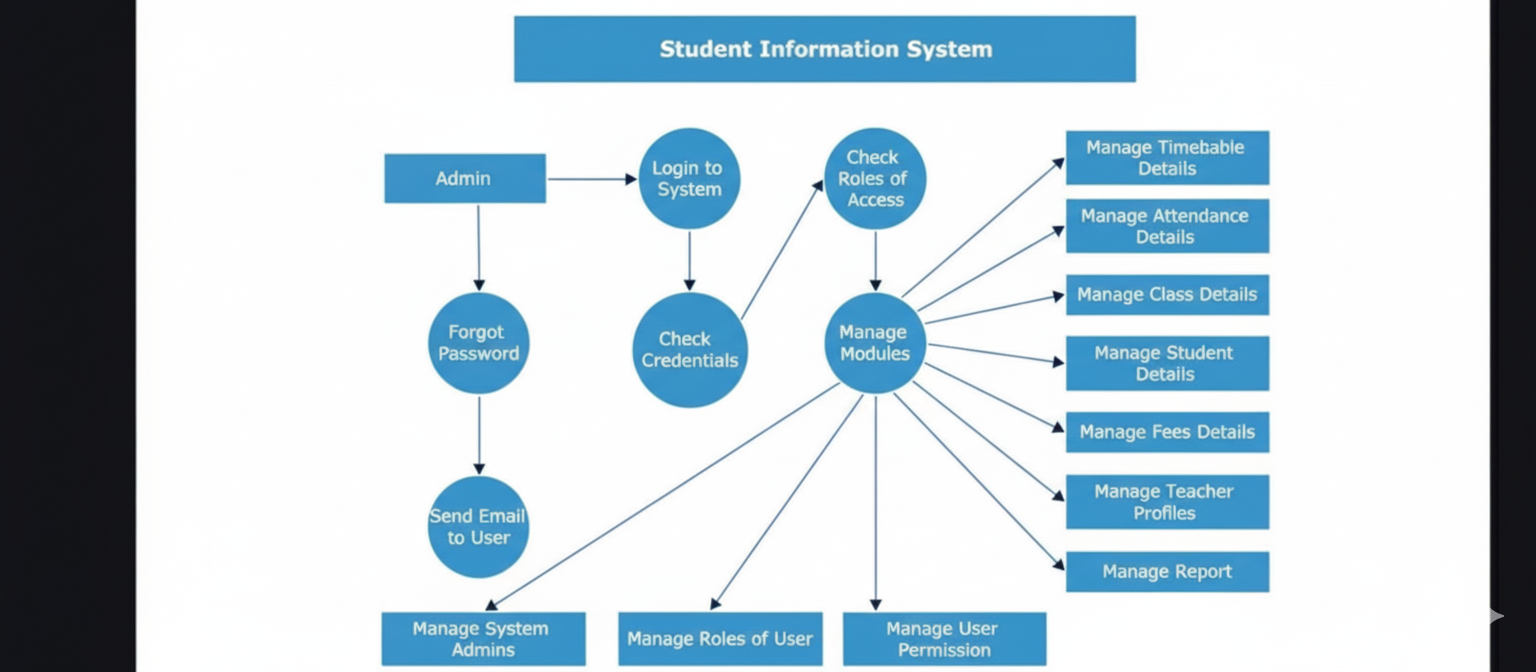 Student Information System
Admin
Login to
System
Check
Roles of
Access
Manage Timetable
Details
Manage Attendance
Details
Manage Class Details
Forgot
Password
Check
Credentials
Manage
Modules
Manage Student
Details
Manage Fees Details
Manage Teacher
Profiles
Send Email
to User
Manage Report
Manage System
Admins
Manage Roles of User
Manage User
Permission